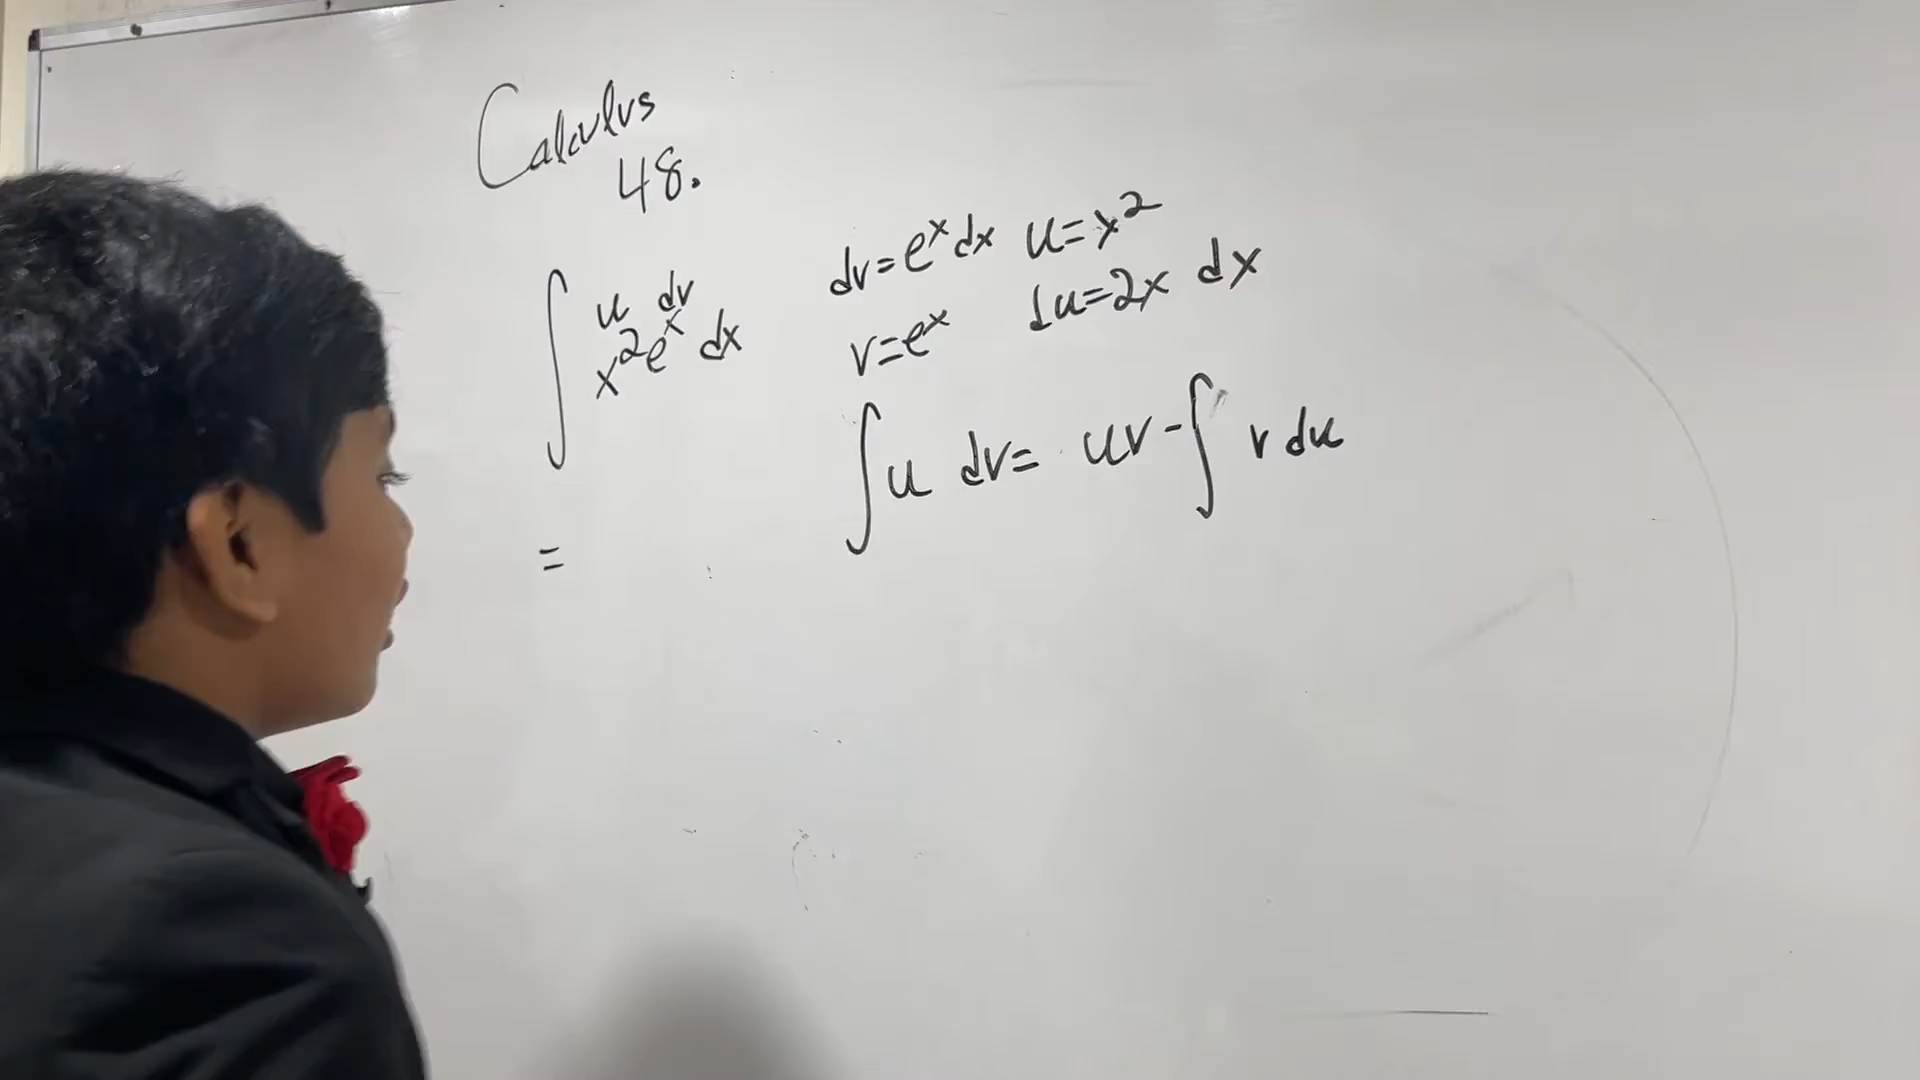 Calculus
48.
dv=eˣ dx u=x²
u dv
∫ x²eˣ dx
v=eˣ du=2x dx
∫ u dv= uv-∫ v du
=